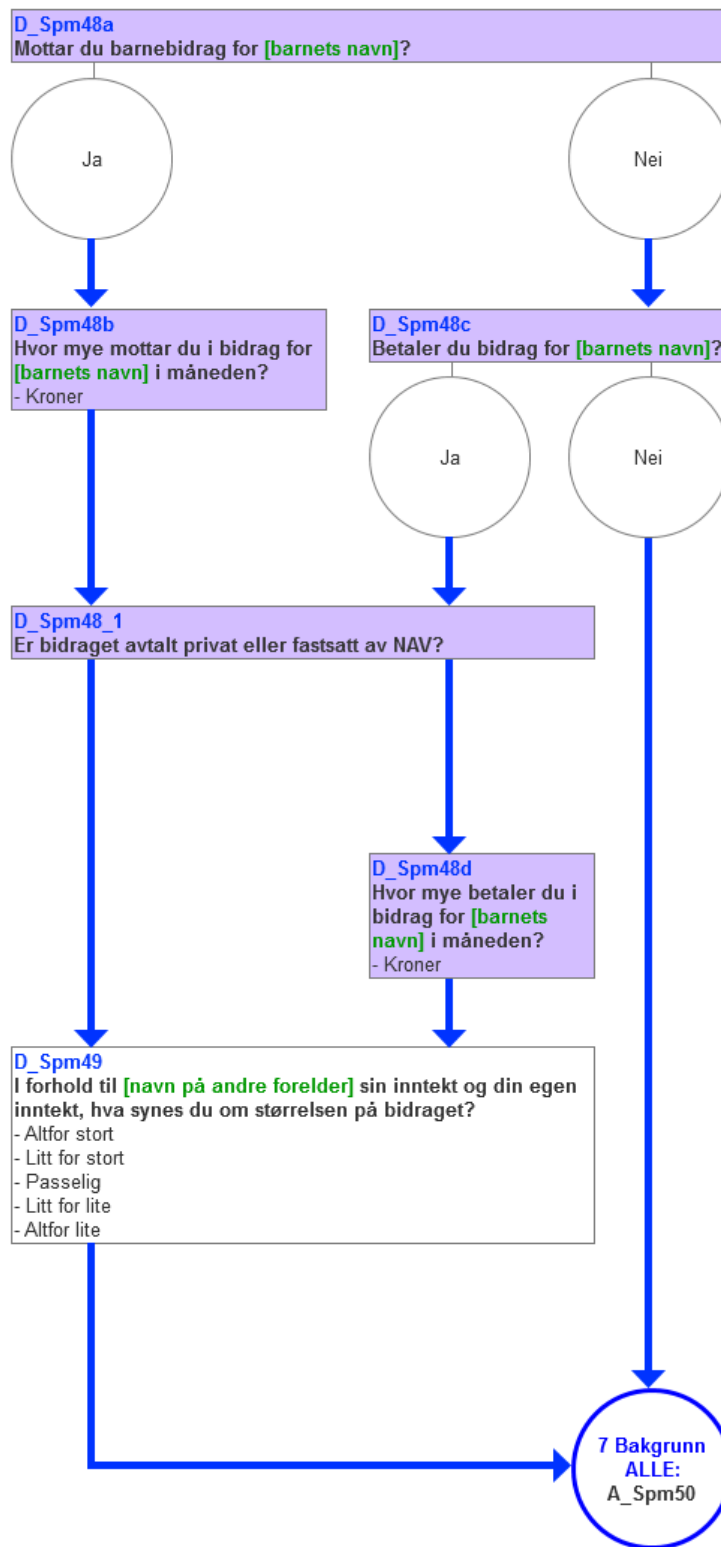 D_Spm48a
Mottar du barnebidrag for [barnets navn]?
Ja
Nei
D_Spm48b
Hvor mye mottar du i bidrag for
[barnets navn] i måneden?
- Kroner
D_Spm48c
Betaler du bidrag for [barnets navn]?
Ja
Nei
D_Spm48_1
Er bidraget avtalt privat eller fastsatt av NAV?
D_Spm48d
Hvor mye betaler du i
bidrag for [barnets
navn] i måneden?
- Kroner
D_Spm49
I forhold til [navn på andre forelder] sin inntekt og din egen
inntekt, hva synes du om størrelsen på bidraget?
- Altfor stort
- Litt for stort
- Passelig
- Litt for lite
- Altfor lite
7 Bakgrunn
ALLE:
A_Spm50